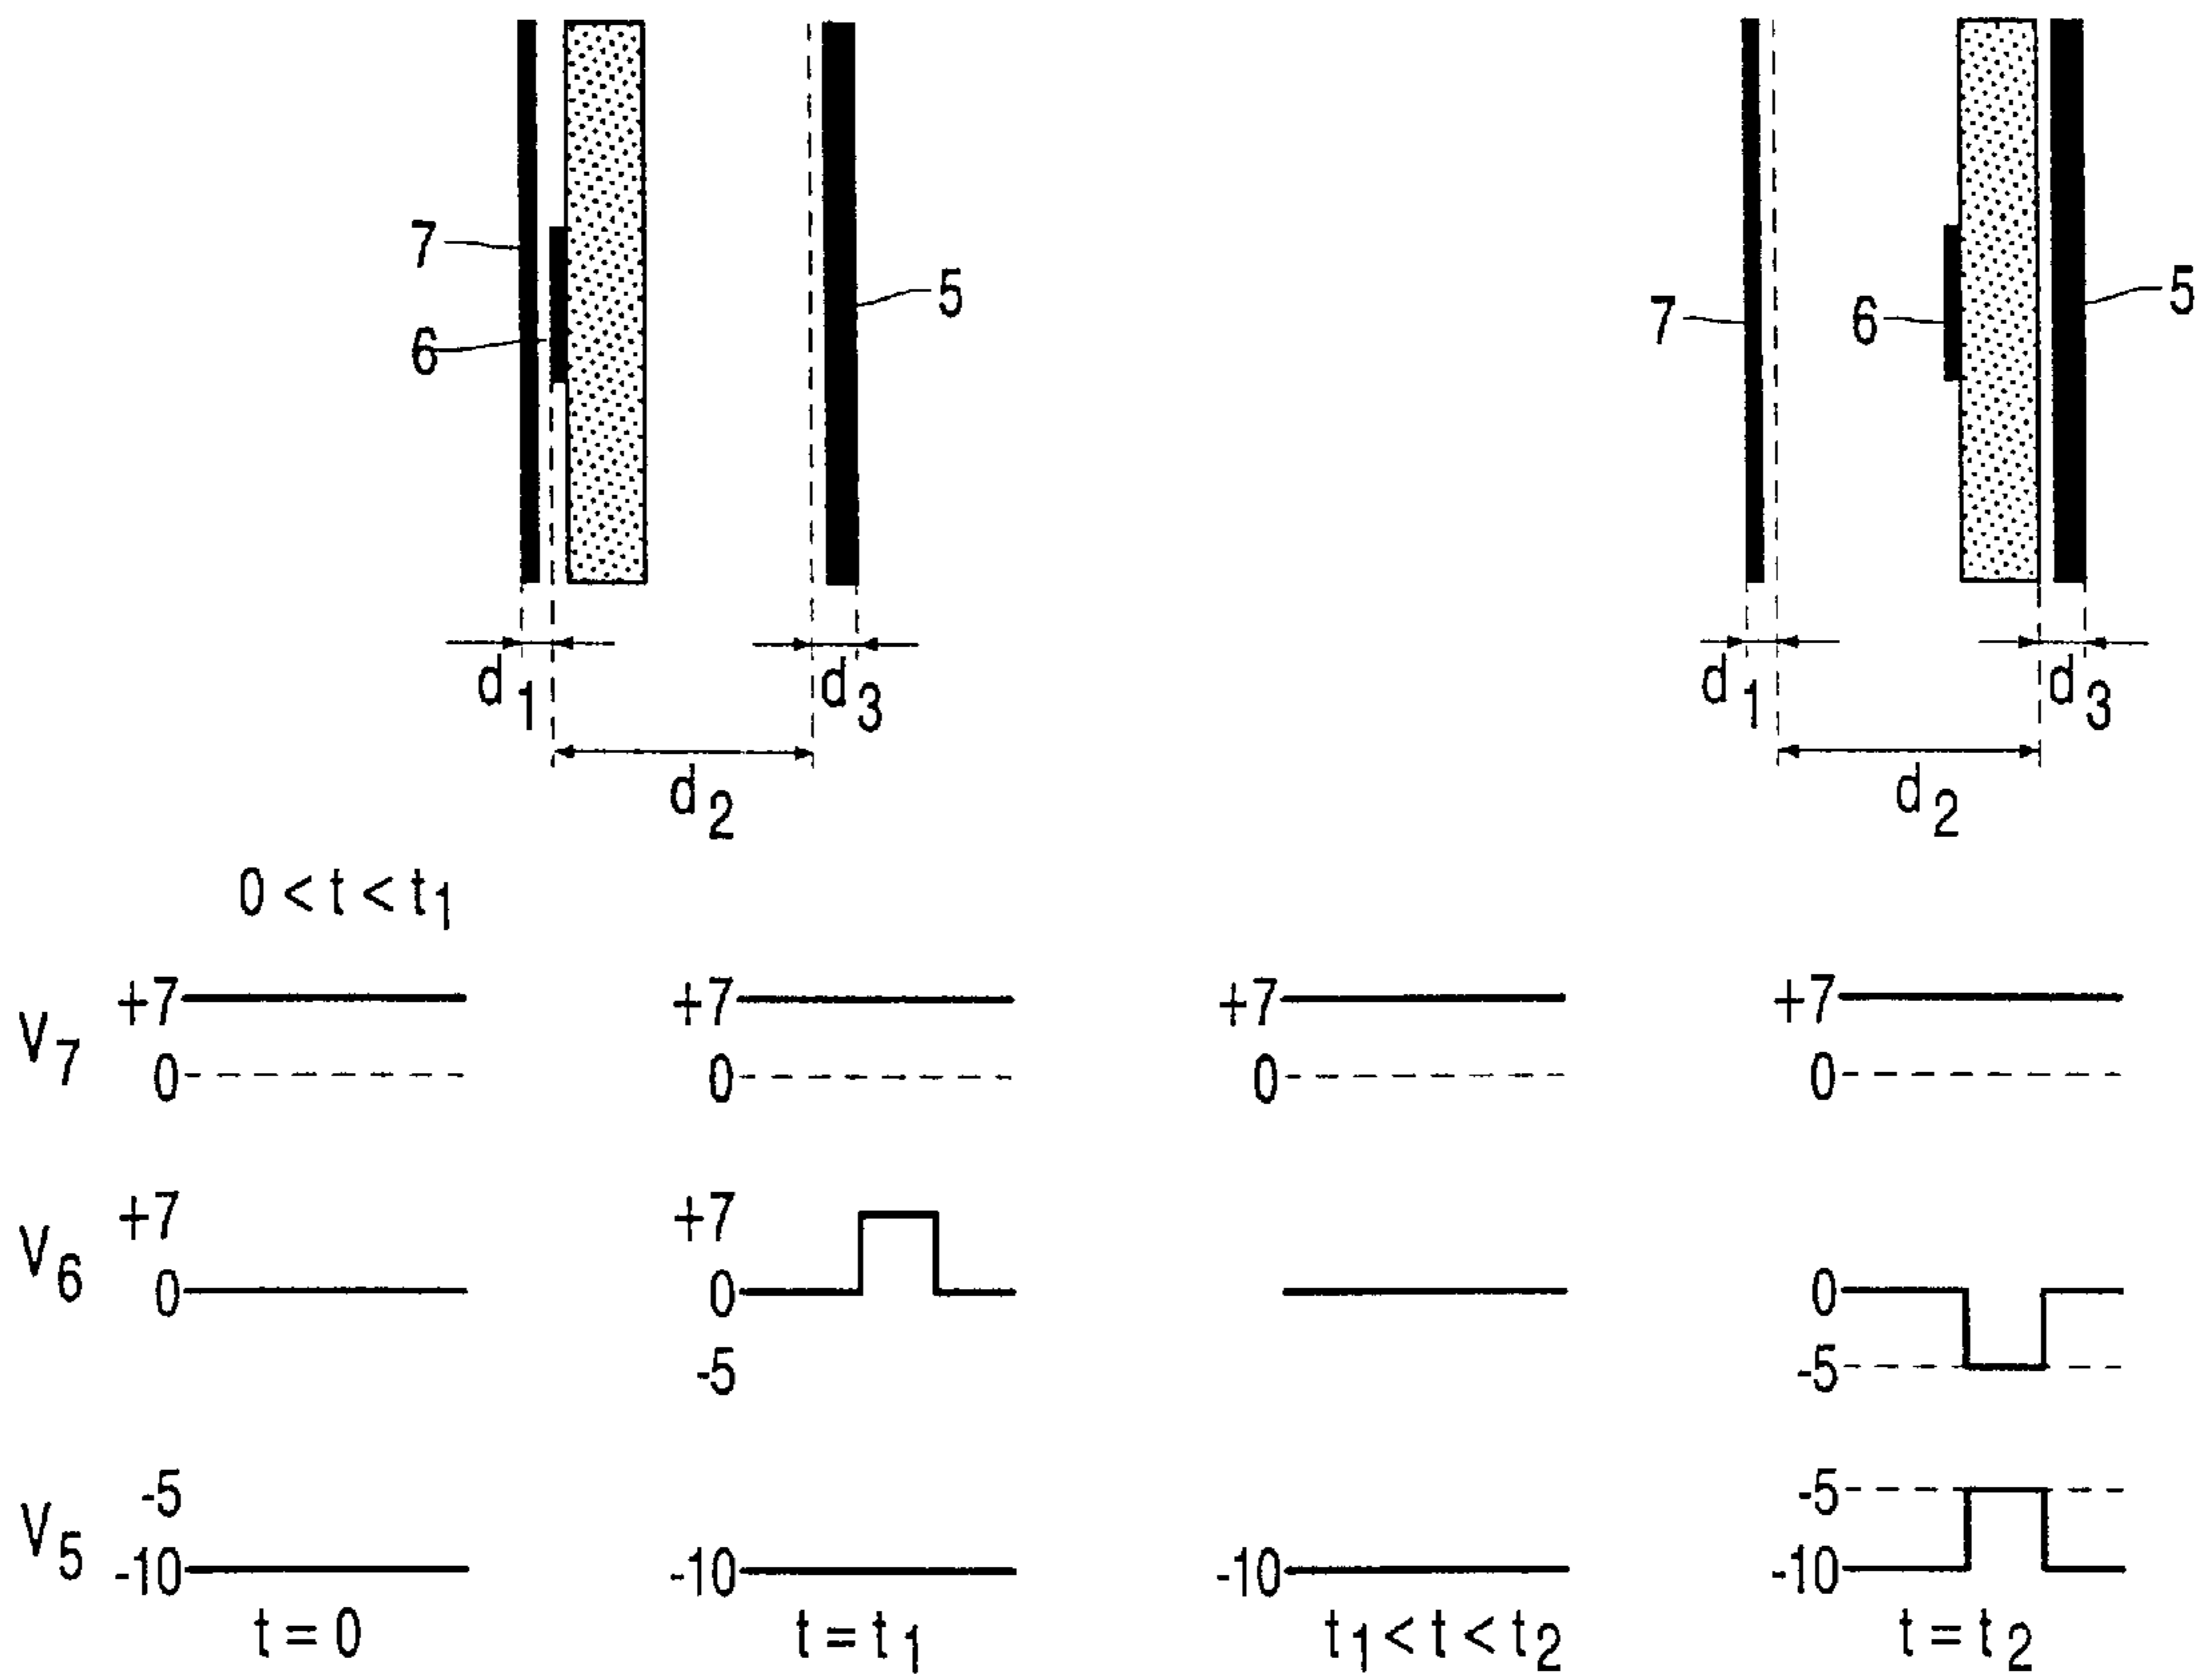 7
6
5
7
6
5
d1 d3 d1 d3
d2 d2
0 < t < t1
V7 +7 +7 +7 +7
0 0 0 0
V6 +7 +7
0 0 0
-5 -5
V5 -5 -5
-10 -10 -10 -10
t = 0 t = t1 t1 < t < t2 t = t2